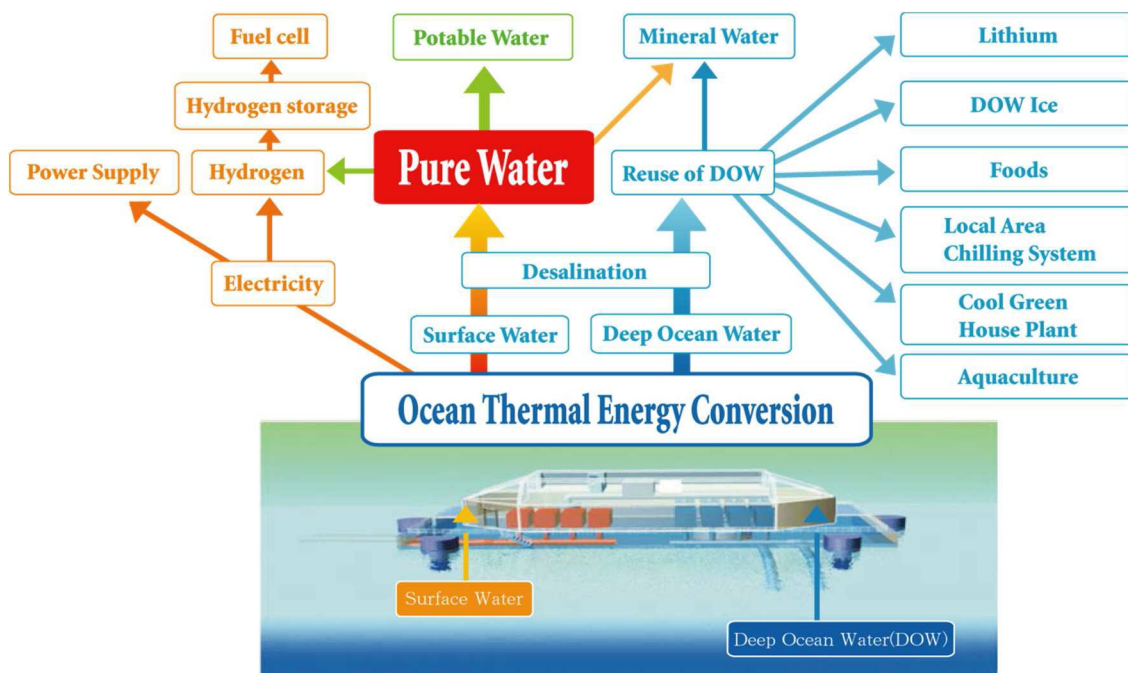 Fuel cell
Potable Water
Mineral Water
Lithium
Hydrogen storage
DOW Ice
Power Supply
Hydrogen
Pure Water
Reuse of DOW
Foods
Local Area
Chilling System
Electricity
Desalination
Cool Green
House Plant
Surface Water
Deep Ocean Water
Aquaculture
Ocean Thermal Energy Conversion
Surface Water
Deep Ocean Water(DOW)